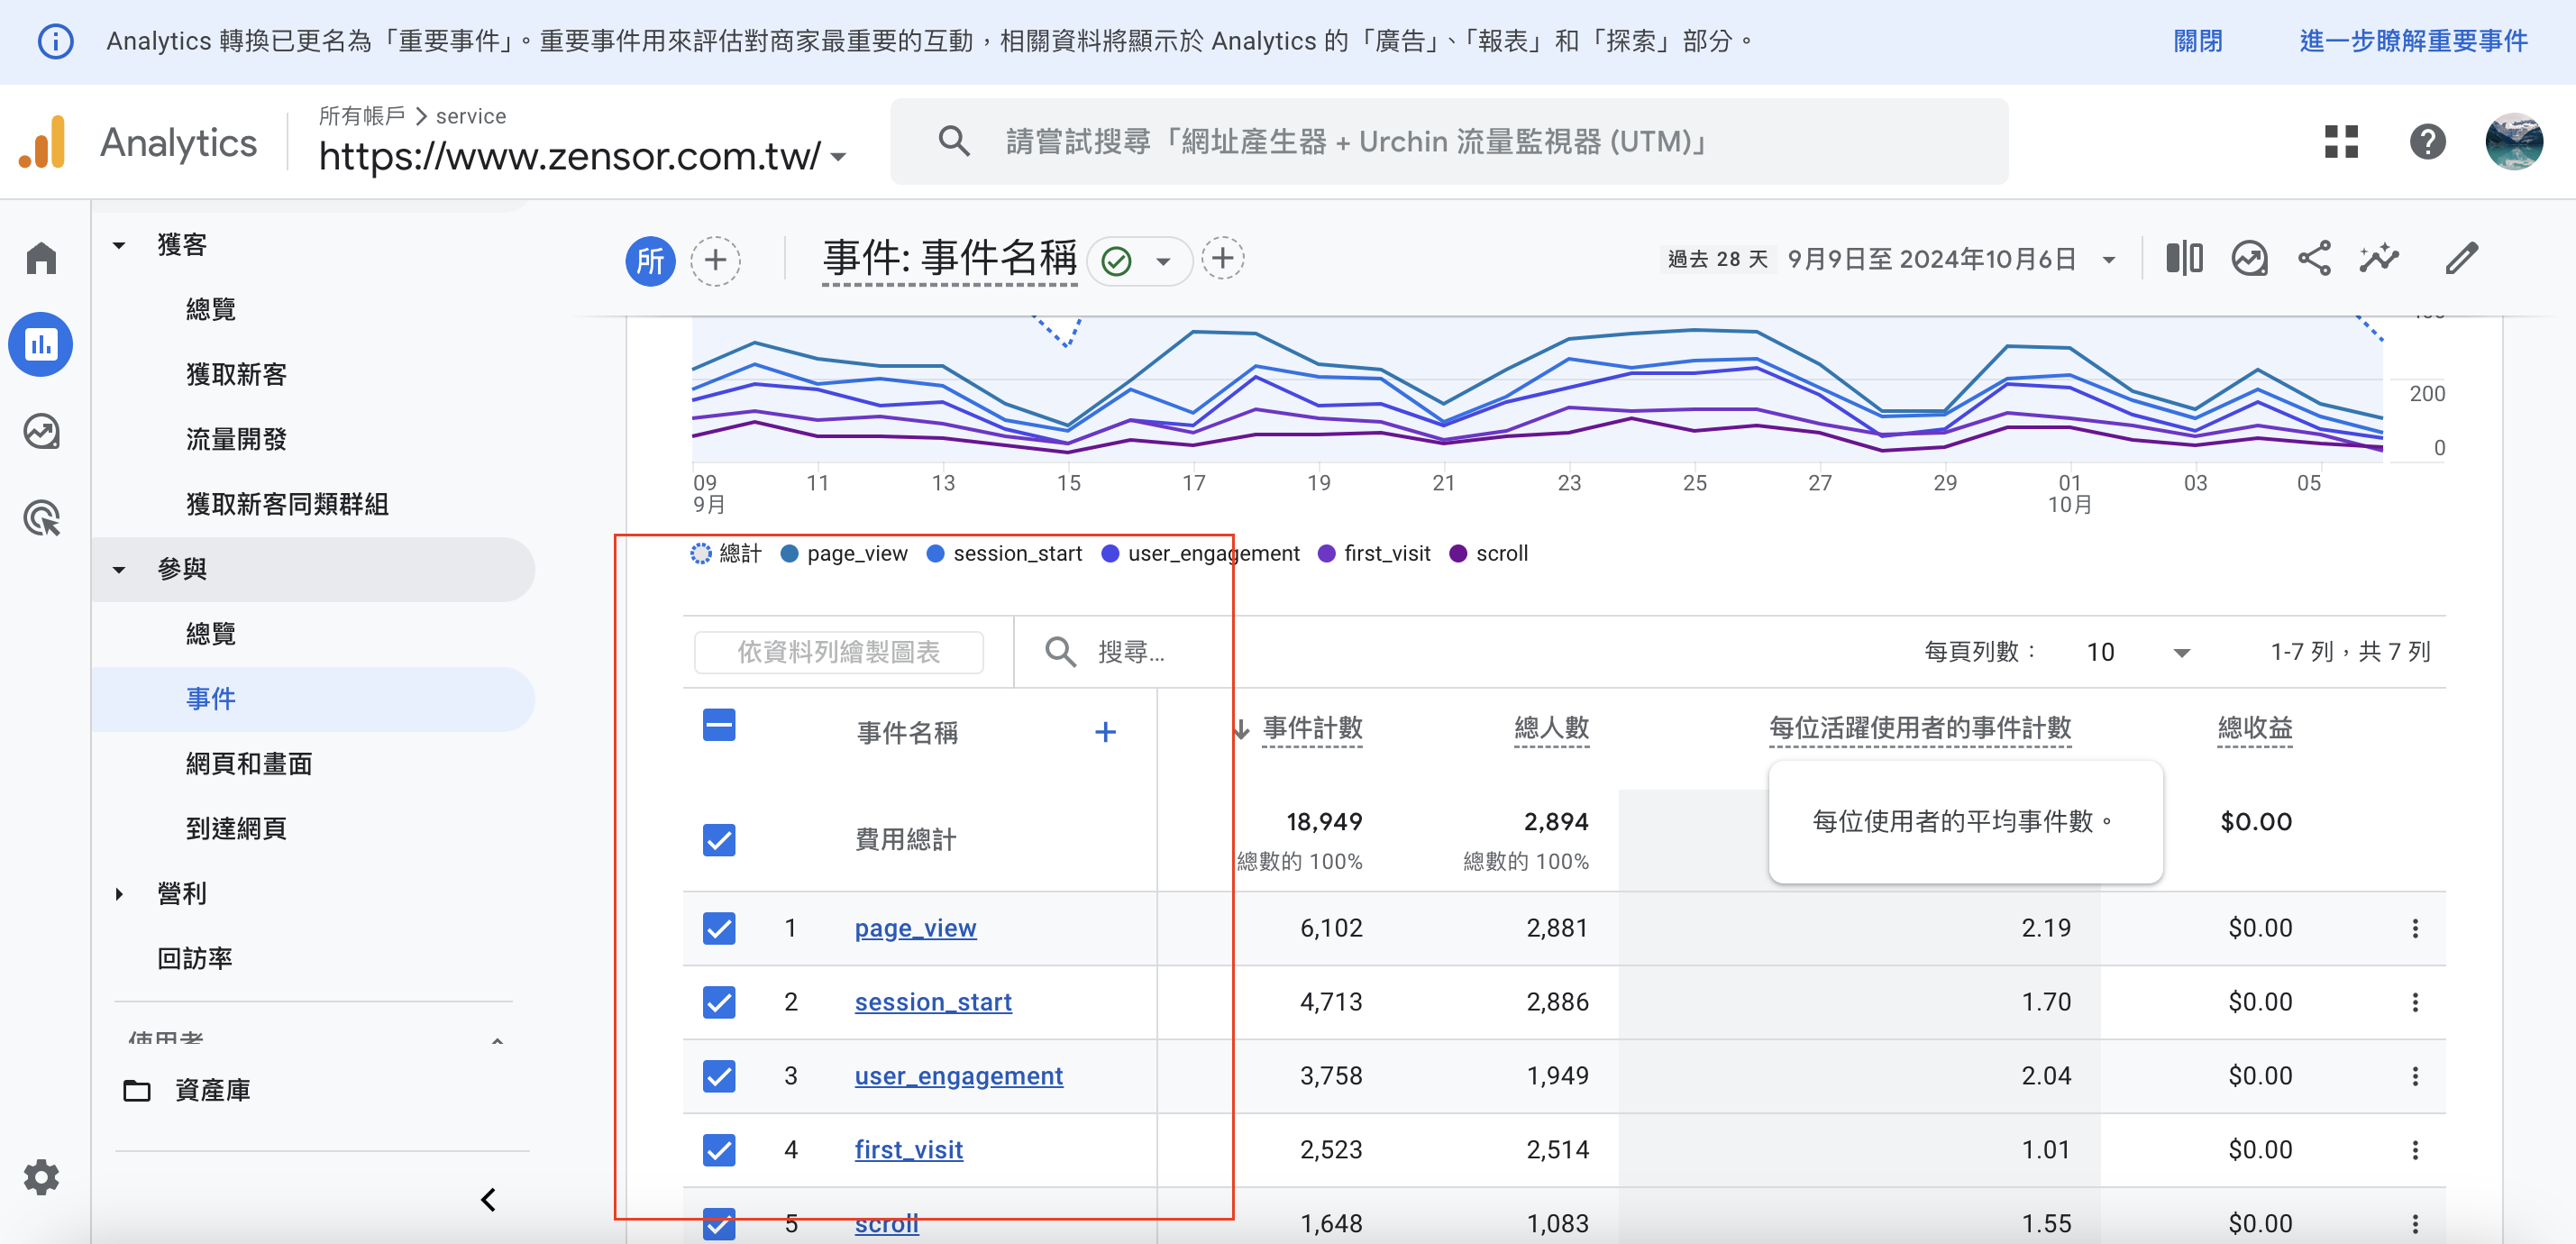 Analytics 轉換已更名為「重要事件」。重要事件用來評估對商家最重要的互動，相關資料將顯示於 Analytics 的「廣告」、「報表」和「探索」部分。
關閉
進一步瞭解重要事件
Analytics
所有帳戶 > service
https://www.zensor.com.tw/
請嘗試搜尋「網址產生器 + Urchin 流量監視器 (UTM)」
獲客
總覽
獲取新客
流量開發
獲取新客同類群組
參與
總覽
事件
網頁和畫面
到達網頁
營利
回訪率
使用者
資產庫
所
事件: 事件名稱
過去 28 天 9月9日至 2024年10月6日
200
0
09 11 13 15 17 19 21 23 25 27 29 01 03 05
9月 10月
總計 page_view session_start user_engagement first_visit scroll
依資料列繪製圖表
搜尋...
每頁列數：
10
1-7 列，共 7 列
事件名稱 + 事件計數 總人數 每位活躍使用者的事件計數 總收益
每位使用者的平均事件數。
費用總計 18,949 2,894 $0.00
總數的 100% 總數的 100%
1 page_view 6,102 2,881 2.19 $0.00
2 session_start 4,713 2,886 1.70 $0.00
3 user_engagement 3,758 1,949 2.04 $0.00
4 first_visit 2,523 2,514 1.01 $0.00
5 scroll 1,648 1,083 1.55 $0.00